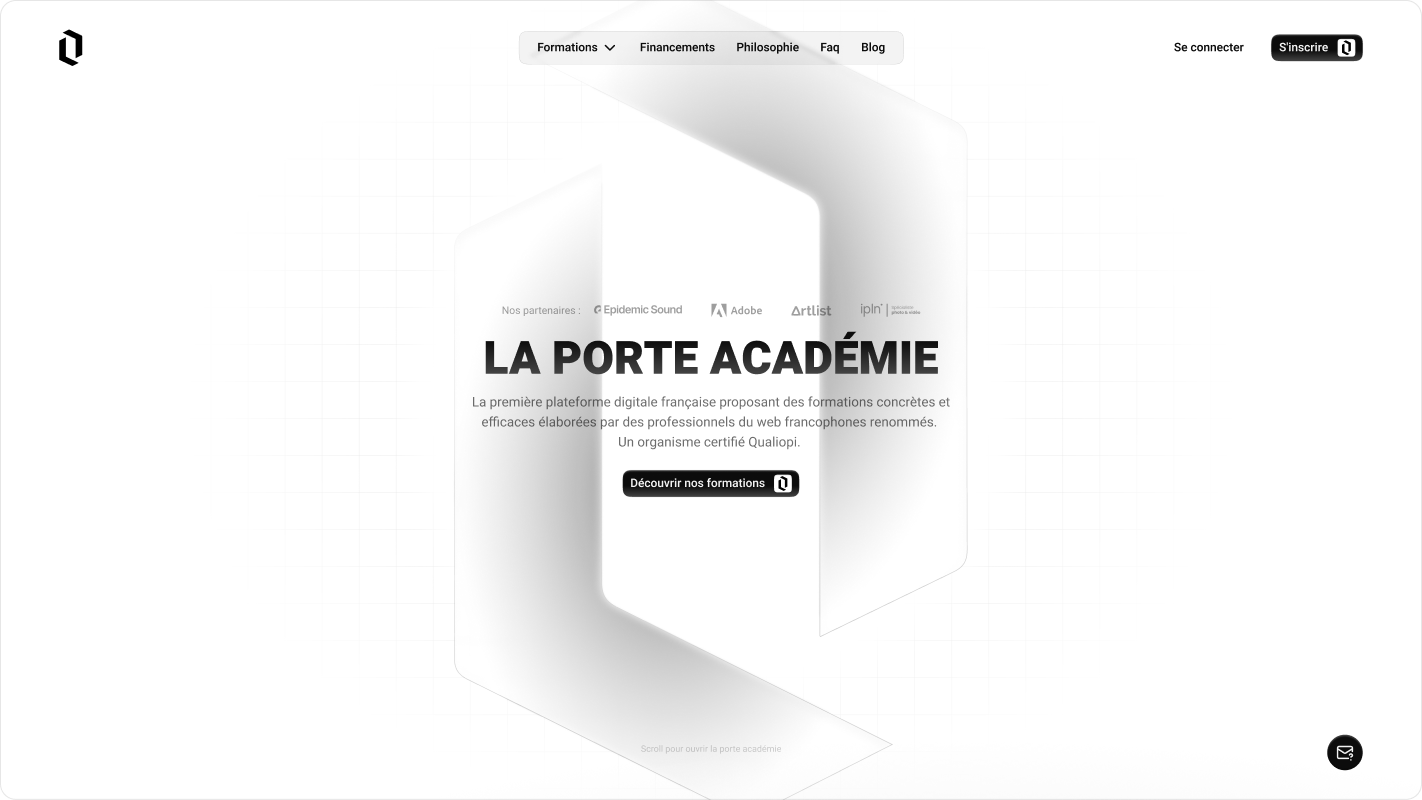 Formations
Financements
Philosophie
Faq
Blog
Se connecter
S'inscrire
Nos partenaires :
Epidemic Sound
Adobe
Artlist
ipln
photo & vidéo
LA PORTE ACADÉMIE
La première plateforme digitale française proposant des formations concrètes et
efficaces élaborées par des professionnels du web francophones renommés.
Un organisme certifié Qualiopi.
Découvrir nos formations
Scroll pour ouvrir la porte académie